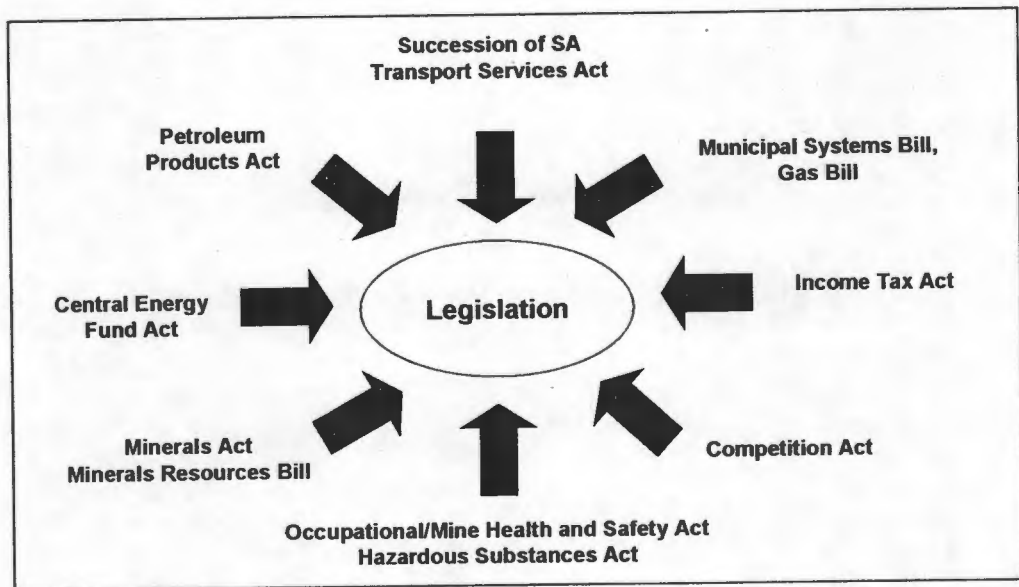 Succession of SA
Transport Services Act
Petroleum
Products Act
Municipal Systems Bill,
Gas Bill
Central Energy
Fund Act
Legislation
Income Tax Act
Minerals Act
Minerals Resources Bill
Competition Act
Occupational/Mine Health and Safety Act
Hazardous Substances Act